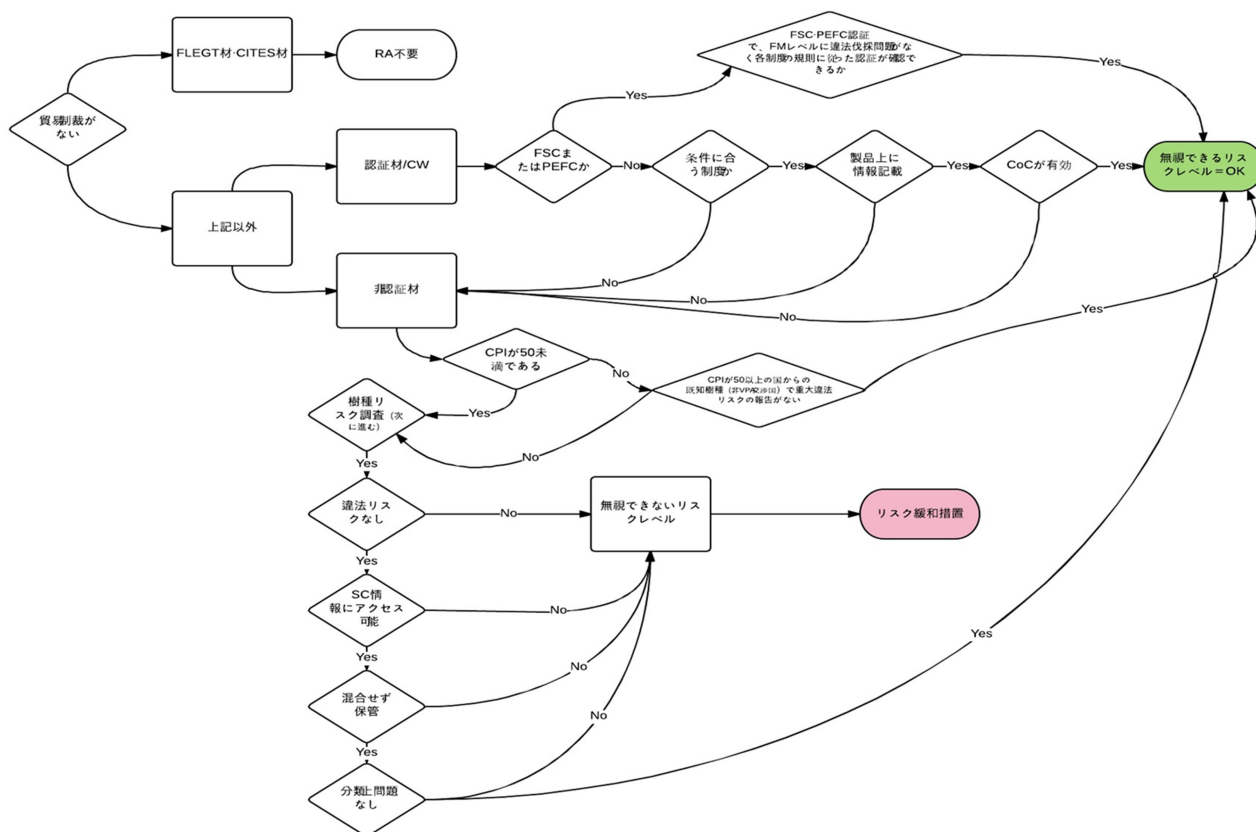 FLEGT材·CITES材
RA不要
FSC·PEFC認証
で、FMレベルに違法伐採問題がな
く各制度の規則に従った認証が確認で
きるか
Yes
Yes
貿易制裁が
ない
認証材/CW
FSCま
たはPEFCか
No
条件に合
う制度か
Yes
製品上に
情報記載
Yes
CoCが有効
Yes
無視できるリス
クレベル＝OK
上記以外
非認証材
No
No
No
Yes
CPIが50未
満である
No
CPIが50以上の国からの
既知樹種（非VPA交渉国）で重大違法
リスクの報告がない
樹種リ
スク調査（次
に進む）
Yes
No
Yes
違法リス
クなし
No
無視できないリス
クレベル
リスク緩和措置
Yes
SC情
報にアクセス
可能
No
Yes
Yes
混合せず
保管
No
No
Yes
分類上問題
なし